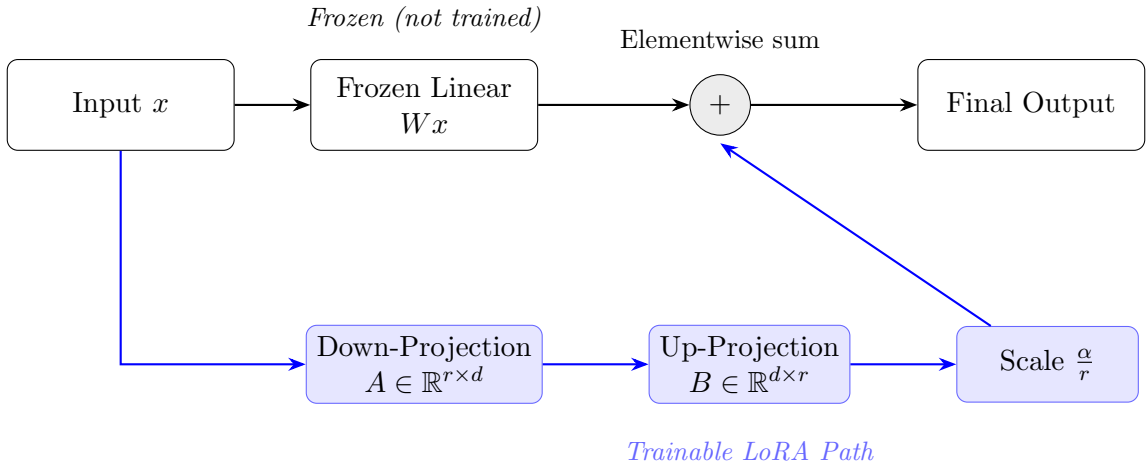 Frozen (not trained)
Elementwise sum
Input x
Frozen Linear
Wx
+
Final Output
Down-Projection
A ∈ ℝ^{r×d}
Up-Projection
B ∈ ℝ^{d×r}
Scale α/r
Trainable LoRA Path